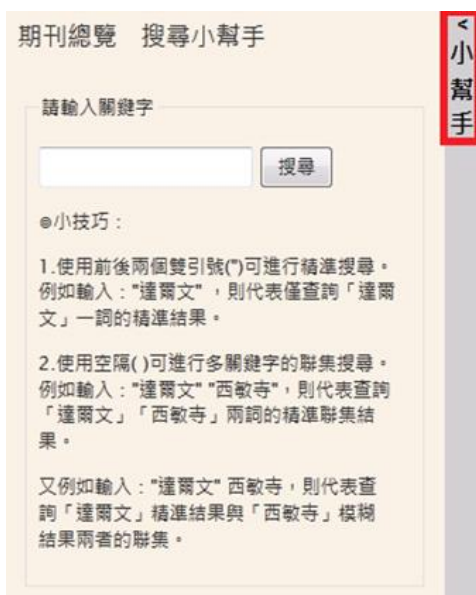 期刊總覽 搜尋小幫手
<小幫手
請輸入關鍵字
搜尋
⊚小技巧：
1.使用前後兩個雙引號(")可進行精準搜尋。
例如輸入："達爾文" ，則代表僅查詢「達爾
文」一詞的精準結果。
2.使用空隔( )可進行多關鍵字的聯集搜尋。
例如輸入："達爾文" "西敏寺"，則代表查詢
「達爾文」「西敏寺」兩詞的精準聯集結
果。
又例如輸入："達爾文" 西敏寺，則代表查
詢「達爾文」精準結果與「西敏寺」模糊
結果兩者的聯集。